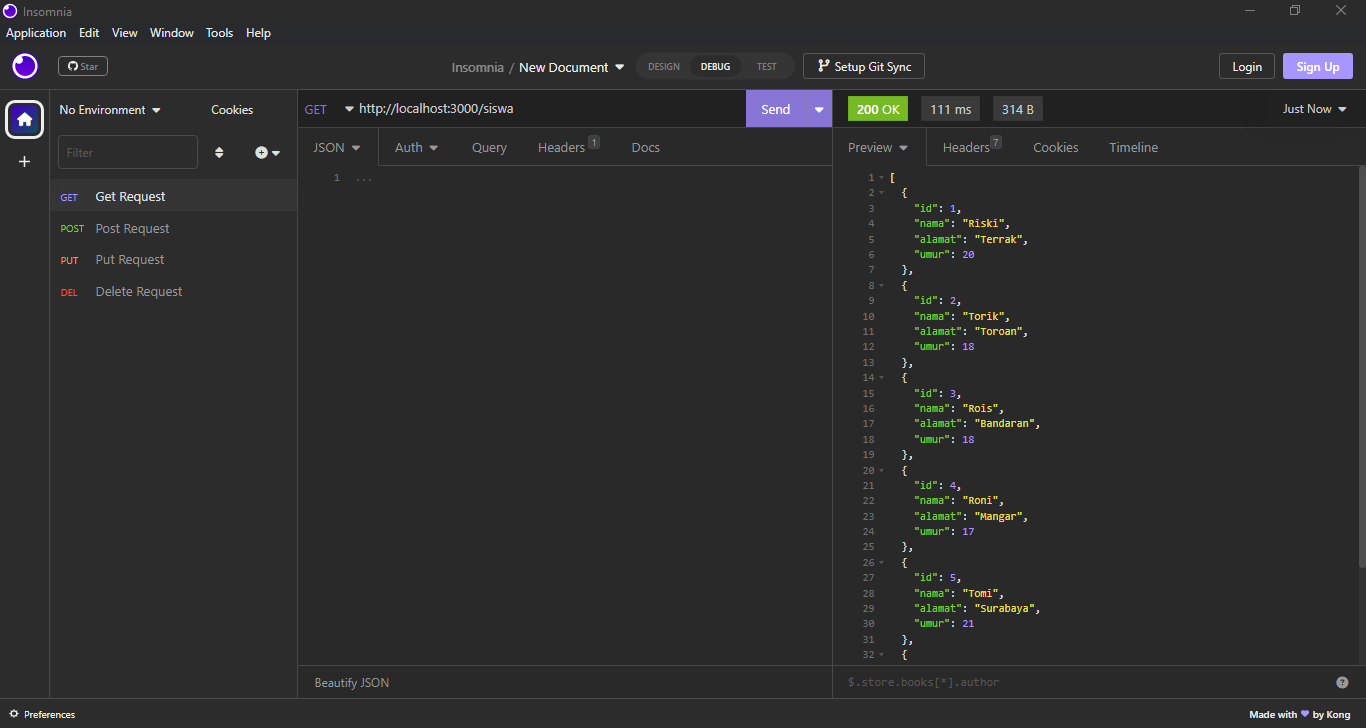 Insomnia
Application Edit View Window Tools Help
Star
Insomnia / New Document
DESIGN DEBUG TEST
Setup Git Sync
Login
Sign Up
No Environment
Cookies
Filter
GET Get Request
POST Post Request
PUT Put Request
DEL Delete Request
GET http://localhost:3000/siswa
Send
JSON Auth Query Headers 1 Docs
1 ...
Beautify JSON
200 OK 111 ms 314 B Just Now
Preview Headers 7 Cookies Timeline
1 [
2 {
3 "id": 1,
4 "nama": "Riski",
5 "alamat": "Terrak",
6 "umur": 20
7 },
8 {
9 "id": 2,
10 "nama": "Torik",
11 "alamat": "Toroan",
12 "umur": 18
13 },
14 {
15 "id": 3,
16 "nama": "Rois",
17 "alamat": "Bandaran",
18 "umur": 18
19 },
20 {
21 "id": 4,
22 "nama": "Roni",
23 "alamat": "Mangar",
24 "umur": 17
25 },
26 {
27 "id": 5,
28 "nama": "Tomi",
29 "alamat": "Surabaya",
30 "umur": 21
31 },
32 {
$.store.books[*].author
?
Preferences
Made with ♥ by Kong